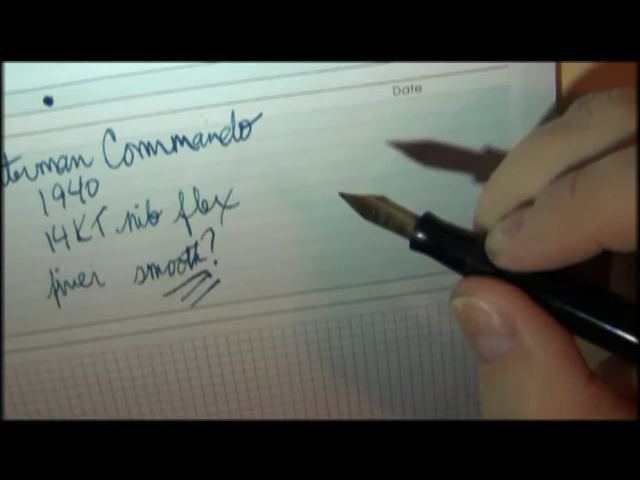 Date
terman Commando
1940
14KT nib flex
finer smooth?